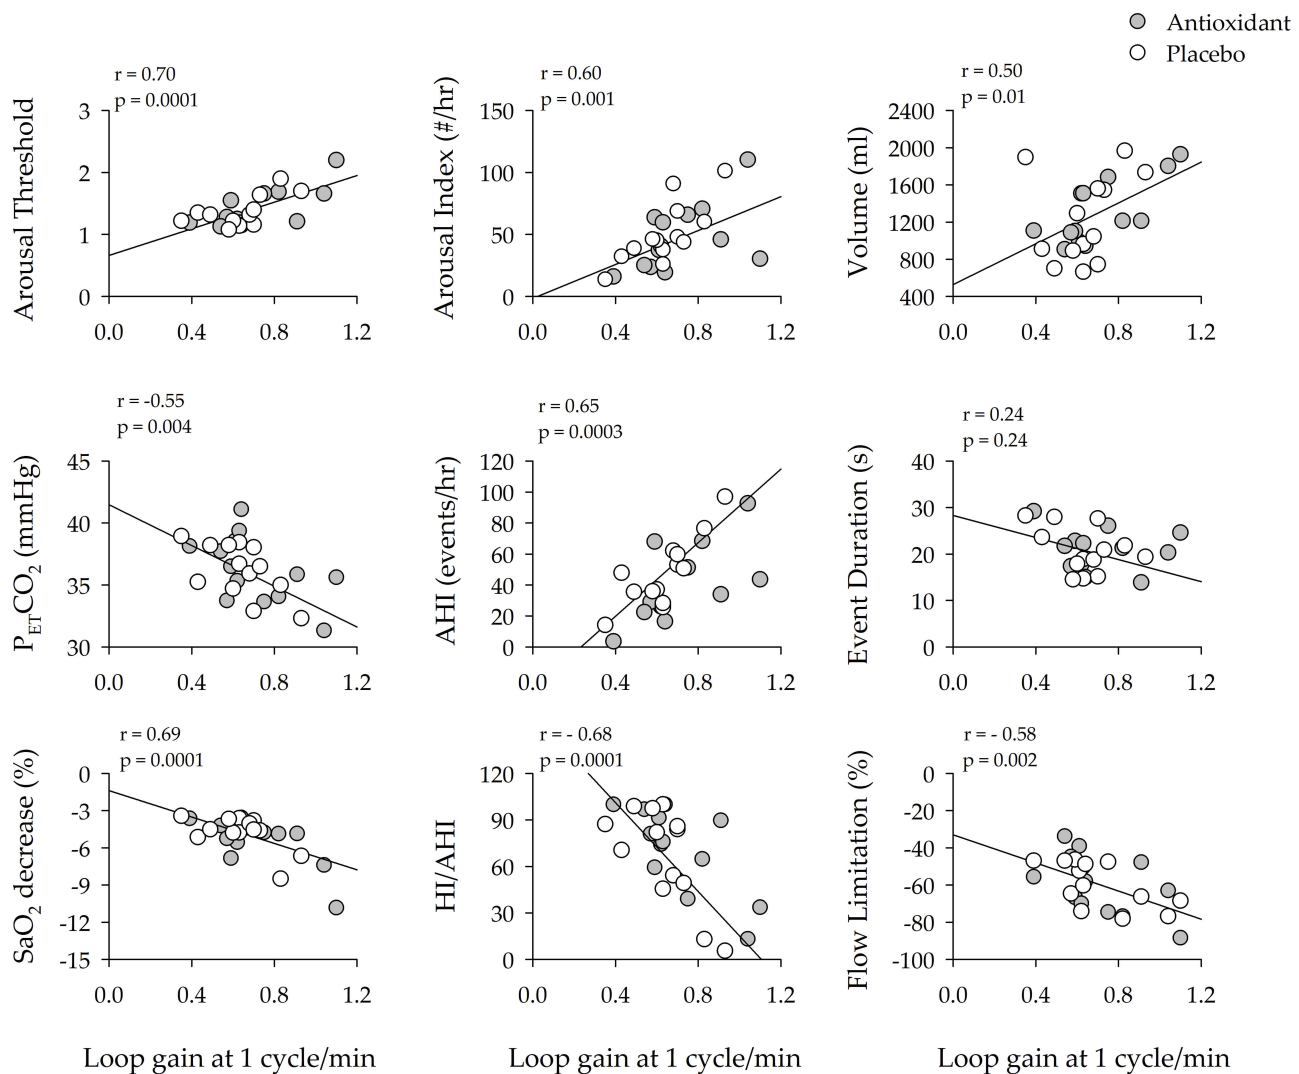 Antioxidant
Placebo
r = 0.70
p = 0.0001
Arousal Threshold
3
2
1
0
0.0 0.4 0.8 1.2
r = 0.60
p = 0.001
Arousal Index (#/hr)
150
100
50
0
0.0 0.4 0.8 1.2
r = 0.50
p = 0.01
Volume (ml)
2400
2000
1600
1200
800
400
0.0 0.4 0.8 1.2
r = -0.55
p = 0.004
PETCO2 (mmHg)
45
40
35
30
0.0 0.4 0.8 1.2
r = 0.65
p = 0.0003
AHI (events/hr)
120
100
80
60
40
20
0
0.0 0.4 0.8 1.2
r = 0.24
p = 0.24
Event Duration (s)
40
30
20
10
0
0.0 0.4 0.8 1.2
r = 0.69
p = 0.0001
SaO2 decrease (%)
0
-3
-6
-9
-12
-15
0.0 0.4 0.8 1.2
Loop gain at 1 cycle/min
r = - 0.68
p = 0.0001
HI/AHI
120
90
60
30
0
0.0 0.4 0.8 1.2
Loop gain at 1 cycle/min
r = - 0.58
p = 0.002
Flow Limitation (%)
0
-20
-40
-60
-80
-100
0.0 0.4 0.8 1.2
Loop gain at 1 cycle/min